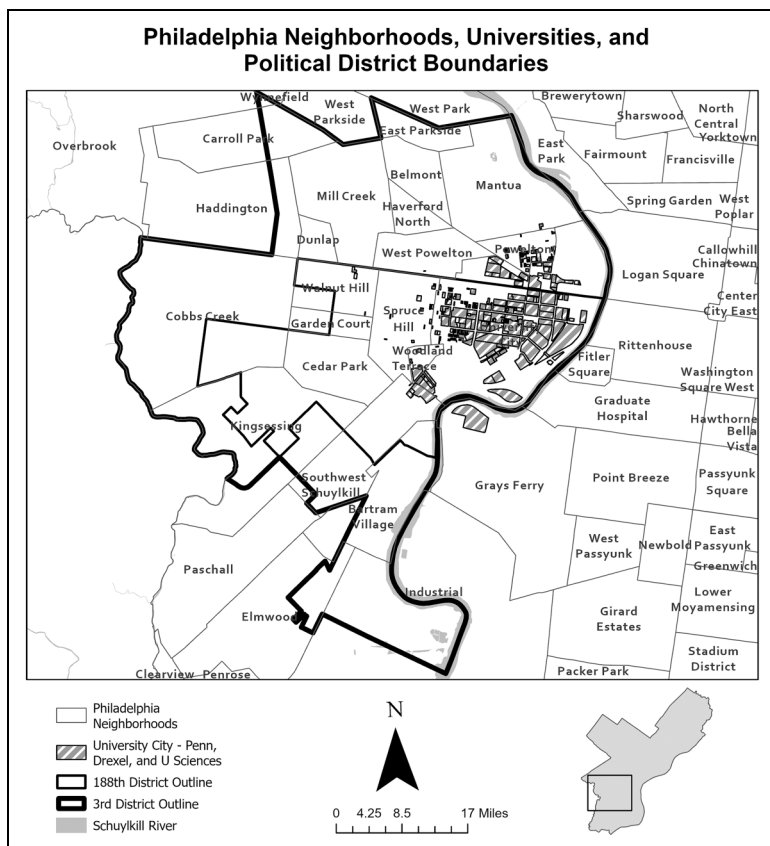 Philadelphia Neighborhoods, Universities, and
Political District Boundaries
Wynnefield
West
Parkside
West Park
Brewerytown
Sharswood
North
Central
Yorktown
Overbrook
Carroll Park
East Parkside
East
Park
Fairmount
Francisville
Belmont
Mantua
Haddington
Mill Creek
Haverford
North
Spring Garden
West
Poplar
Dunlap
West Powelton
Powelton
Callowhill
Chinatown
Logan Square
Walnut Hill
Center
City East
Cobbs Creek
Garden Court
Spruce
Hill
University
City
Rittenhouse
Woodland
Terrace
Fitler
Square
Cedar Park
Washington
Square West
Graduate
Hospital
Hawthorne
Bella
Vista
Kingsessing
Southwest
Schuylkill
Grays Ferry
Point Breeze
Passyunk
Square
Bartram
Village
West
Passyunk
Newbold
East
Passyunk
Greenwich
Paschall
Industrial
Lower
Moyamensing
Elmwood
Girard
Estates
Stadium
District
Clearview
Penrose
Packer Park
Philadelphia
Neighborhoods
University City - Penn,
Drexel, and U Sciences
188th District Outline
3rd District Outline
Schuylkill River
N
0 4.25 8.5 17 Miles